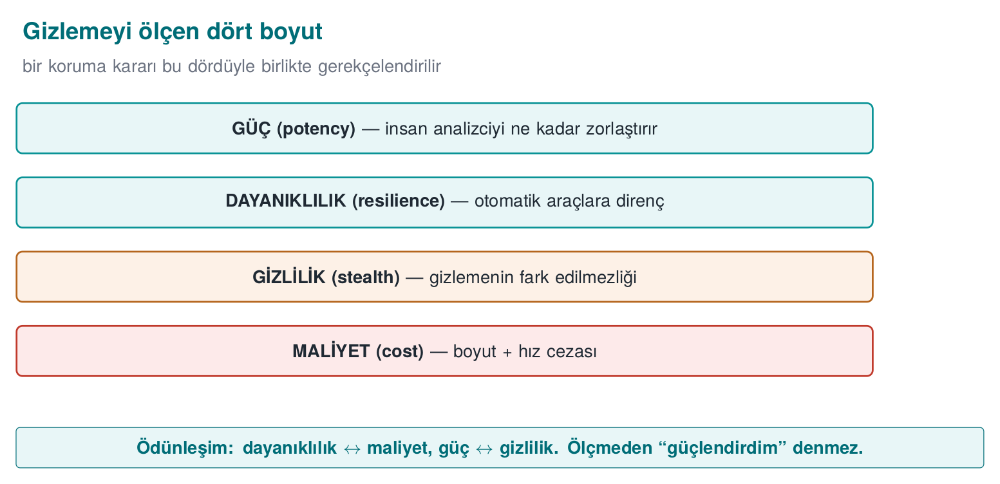 Gizlemeyi ölçen dört boyut
bir koruma kararı bu dördüyle birlikte gerekçelendirilir
GÜÇ (potency) — insan analizciyi ne kadar zorlaştırır
DAYANIKLILIK (resilience) — otomatik araçlara direnç
GİZLİLİK (stealth) — gizlemenin fark edilmezliği
MALİYET (cost) — boyut + hız cezası
Ödünleşim: dayanıklılık ↔ maliyet, güç ↔ gizlilik. Ölçmeden “güçlendirdim” denmez.